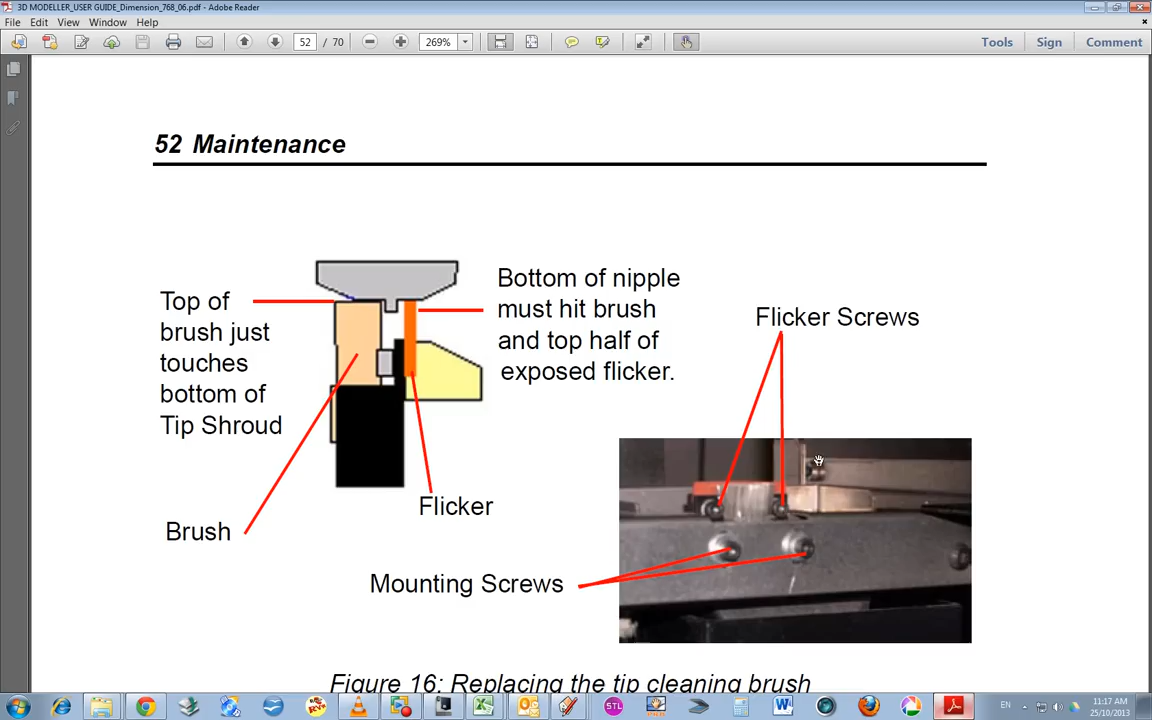 3D MODELLER_USER GUIDE_Dimension_768_06.pdf - Adobe Reader
File Edit View Window Help
52 / 70 269% Tools Sign Comment
52 Maintenance
Top of
brush just
touches
bottom of
Tip Shroud
Bottom of nipple
must hit brush
and top half of
exposed flicker.
Flicker Screws
Flicker
Brush
Mounting Screws
Figure 16: Replacing the tip cleaning brush
STL
EN
11:17 AM
25/10/2013